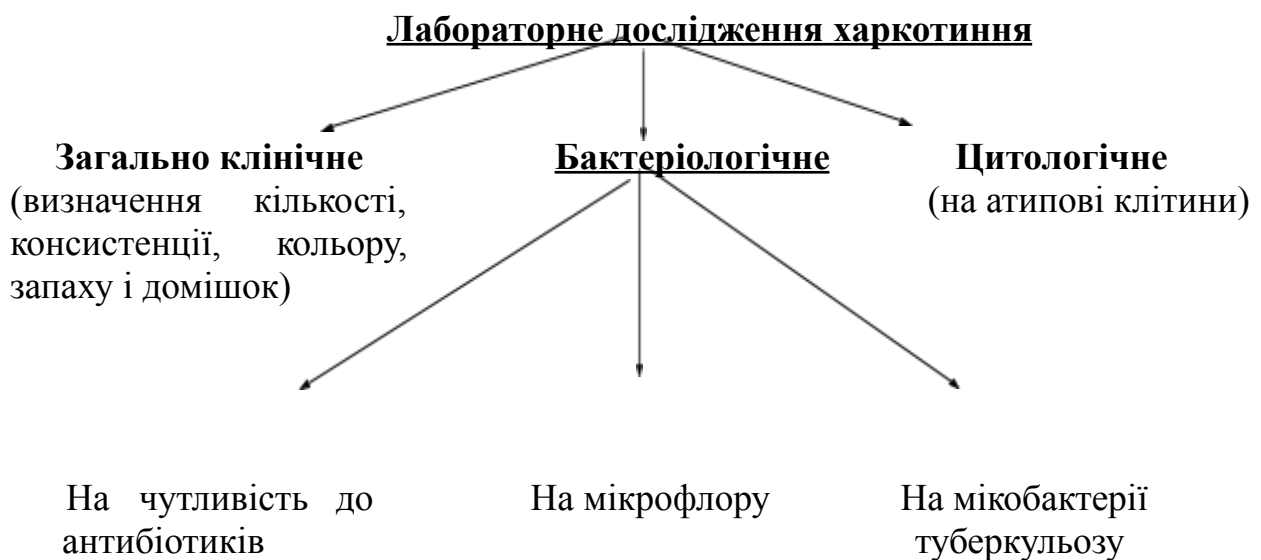 Лабораторне дослідження харкотиння
Загально клінічне
(визначення кількості,
консистенції, кольору,
запаху і домішок)
Бактеріологічне
Цитологічне
(на атипові клітини)
На чутливість до
антибіотиків
На мікрофлору
На мікобактерії
туберкульозу